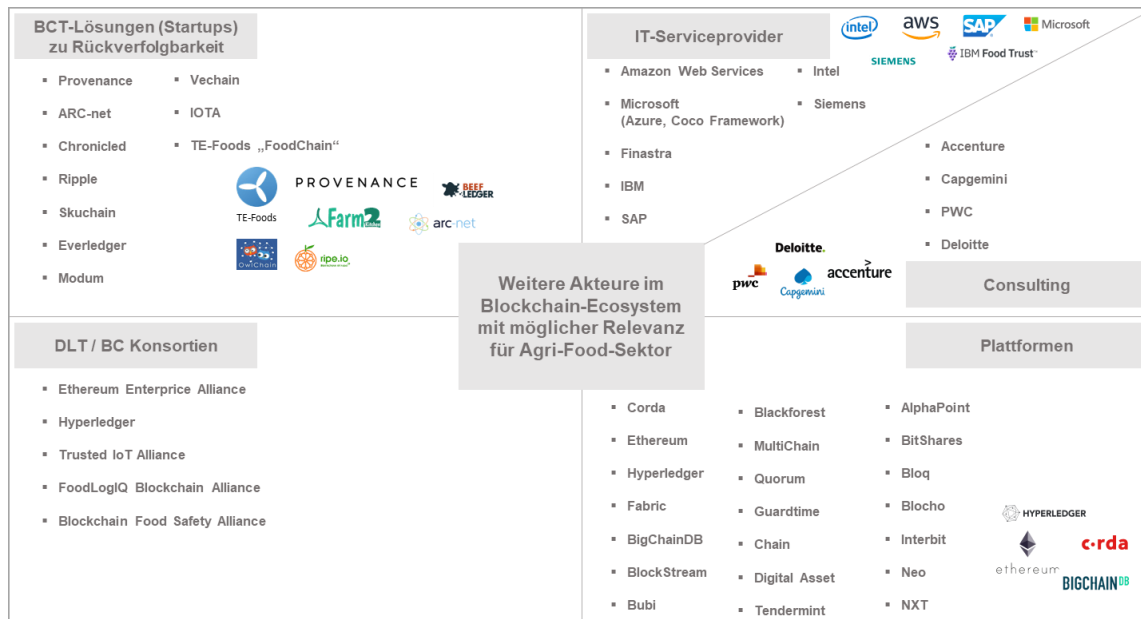 BCT-Lösungen (Startups)
zu Rückverfolgbarkeit
Provenance
ARC-net
Chronicled
Ripple
Skuchain
Everledger
Modum
Vechain
IOTA
TE-Foods „FoodChain“
TE-Foods
PROVENANCE
BEEF
LEDGER
Farm2
arc-net
OwlChain
ripe.io
IT-Serviceprovider
intel
aws
SAP
Microsoft
SIEMENS
IBM Food Trust
Amazon Web Services
Microsoft
(Azure, Coco Framework)
Finastra
IBM
SAP
Intel
Siemens
Accenture
Capgemini
PWC
Deloitte
Deloitte.
pwc
Capgemini
accenture
Consulting
Weitere Akteure im
Blockchain-Ecosystem
mit möglicher Relevanz
für Agri-Food-Sektor
DLT / BC Konsortien
Ethereum Enterprice Alliance
Hyperledger
Trusted IoT Alliance
FoodLogIQ Blockchain Alliance
Blockchain Food Safety Alliance
Plattformen
Corda
Ethereum
Hyperledger
Fabric
BigChainDB
BlockStream
Bubi
Blackforest
MultiChain
Quorum
Guardtime
Chain
Digital Asset
Tendermint
AlphaPoint
BitShares
Bloq
Blocho
Interbit
Neo
NXT
HYPERLEDGER
ethereum
c·rda
BIGCHAIN DB